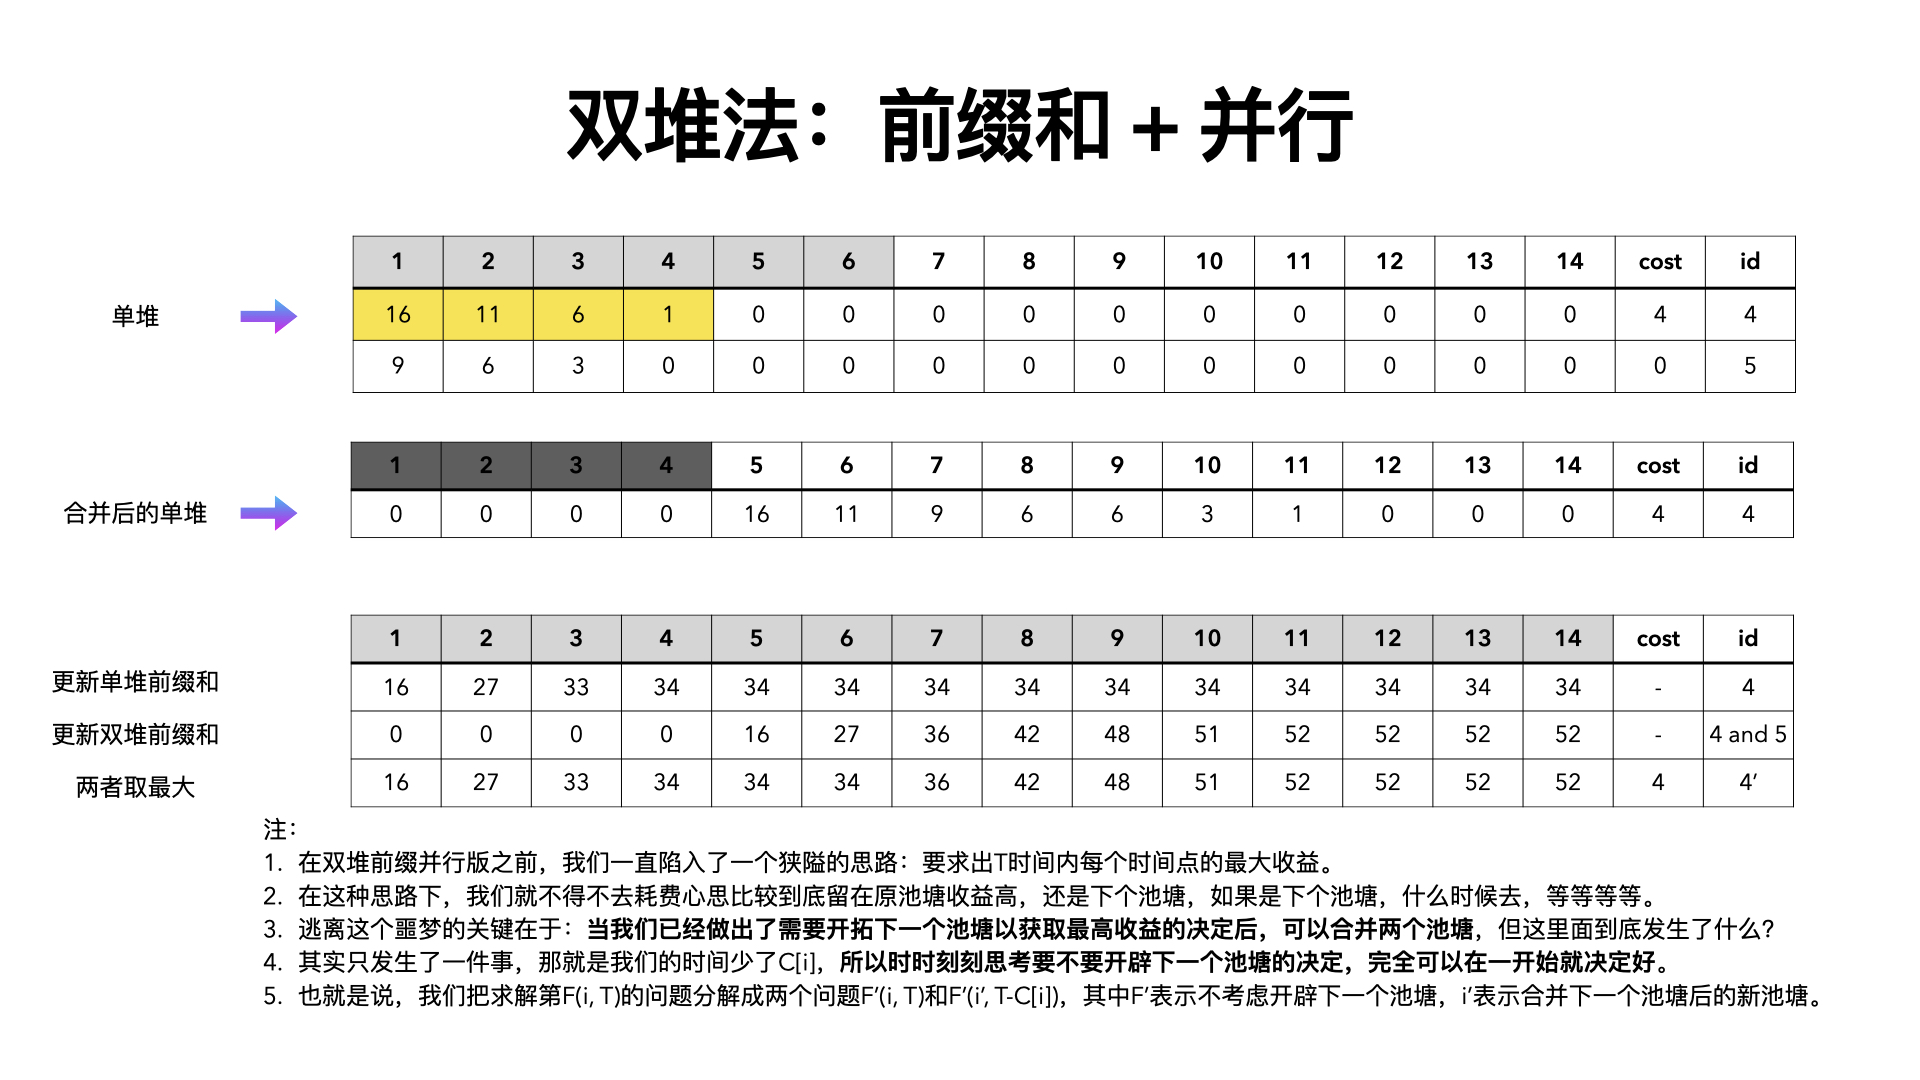 双堆法：前缀和 + 并行
1 2 3 4 5 6 7 8 9 10 11 12 13 14 cost id
单堆 16 11 6 1 0 0 0 0 0 0 0 0 0 0 4 4
9 6 3 0 0 0 0 0 0 0 0 0 0 0 0 5
1 2 3 4 5 6 7 8 9 10 11 12 13 14 cost id
合并后的单堆 0 0 0 0 16 11 9 6 6 3 1 0 0 0 4 4
1 2 3 4 5 6 7 8 9 10 11 12 13 14 cost id
更新单堆前缀和 16 27 33 34 34 34 34 34 34 34 34 34 34 34 - 4
更新双堆前缀和 0 0 0 0 16 27 36 42 48 51 52 52 52 52 - 4 and 5
两者取最大 16 27 33 34 34 34 36 42 48 51 52 52 52 52 4 4’
注：
1. 在双堆前缀并行版之前，我们一直陷入了一个狭隘的思路：要求出T时间内每个时间点的最大收益。
2. 在这种思路下，我们就不得不去耗费心思比较到底留在原池塘收益高，还是下个池塘，如果是下个池塘，什么时候去，等等等等。
3. 逃离这个噩梦的关键在于：当我们已经做出了需要开拓下一个池塘以获取最高收益的决定后，可以合并两个池塘，但这里面到底发生了什么？
4. 其实只发生了一件事，那就是我们的时间少了C[i]，所以时时刻刻思考要不要开辟下一个池塘的决定，完全可以在一开始就决定好。
5. 也就是说，我们把求解第F(i, T)的问题分解成两个问题F’(i, T)和F’(i’, T-C[i])，其中F’表示不考虑开辟下一个池塘，i’表示合并下一个池塘后的新池塘。